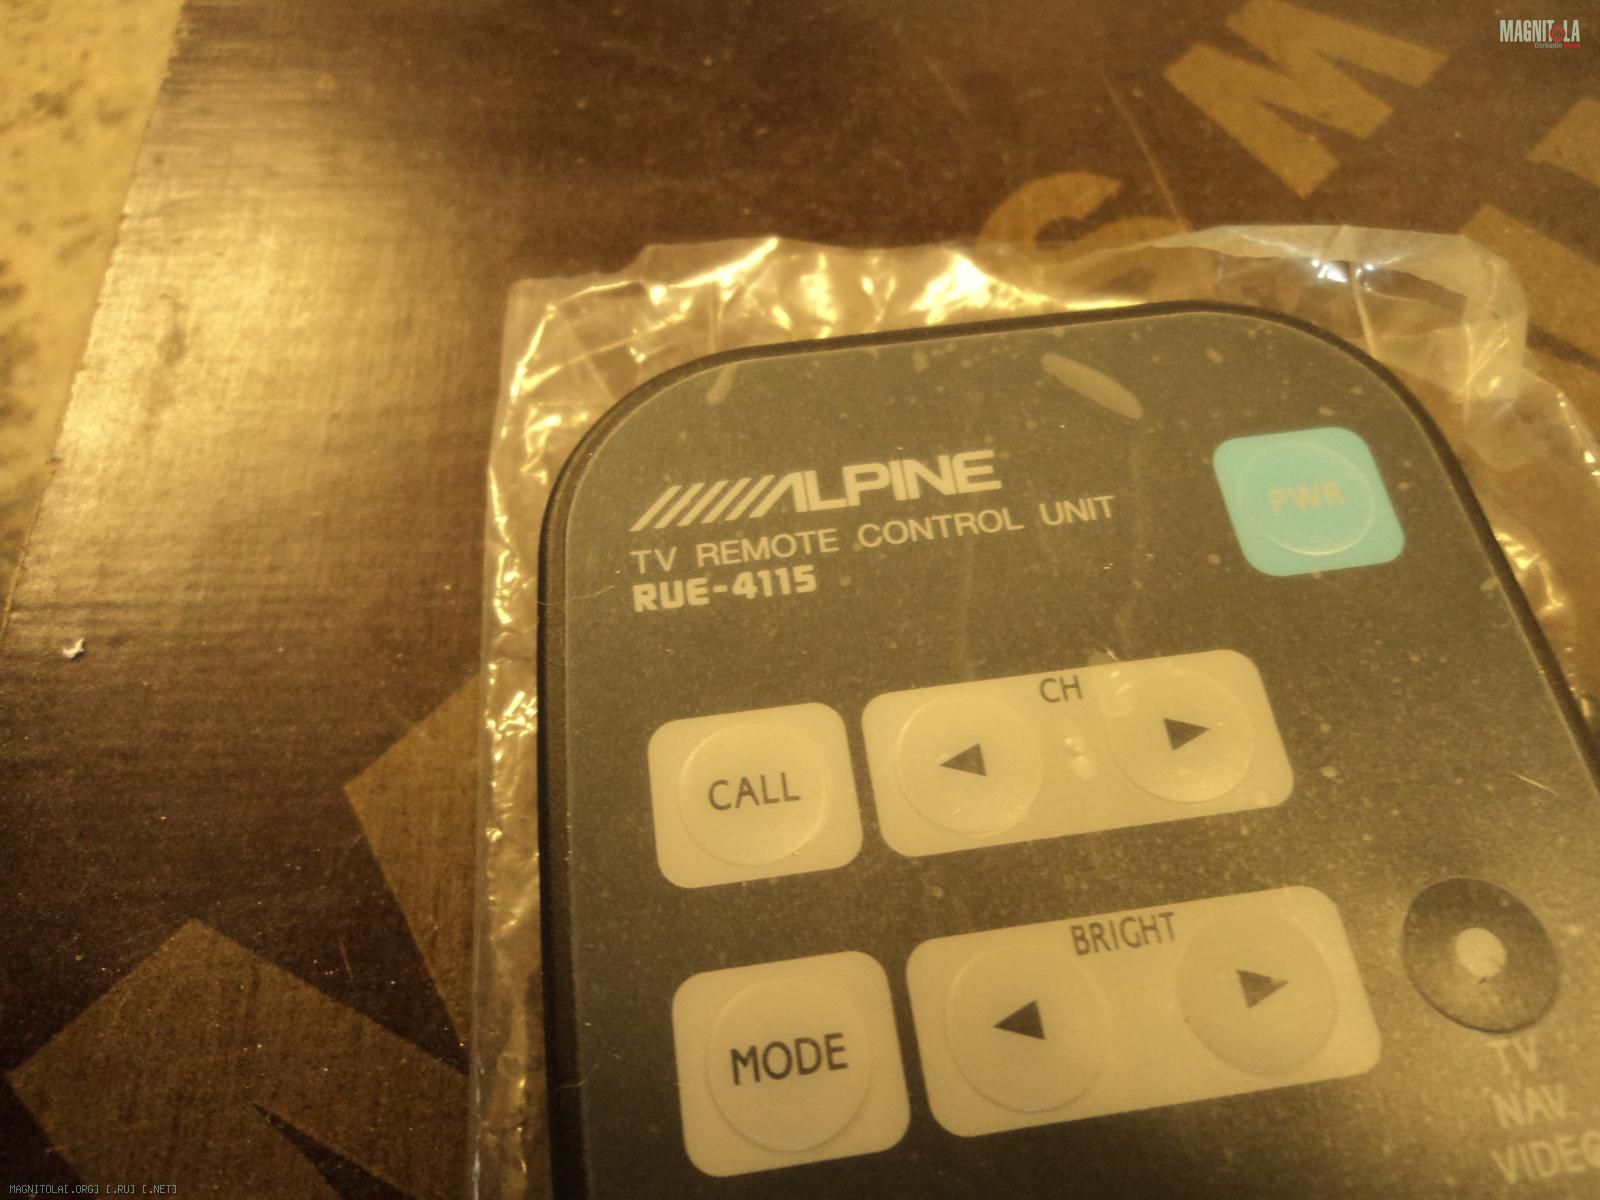 MAGNITOLA
ALPINE
TV REMOTE CONTROL UNIT
RUE-4115
PWR
CH
CALL
BRIGHT
MODE
TV
NAV
VIDEO
MAGNITOLA[.ORG] [.RU] [.NET]